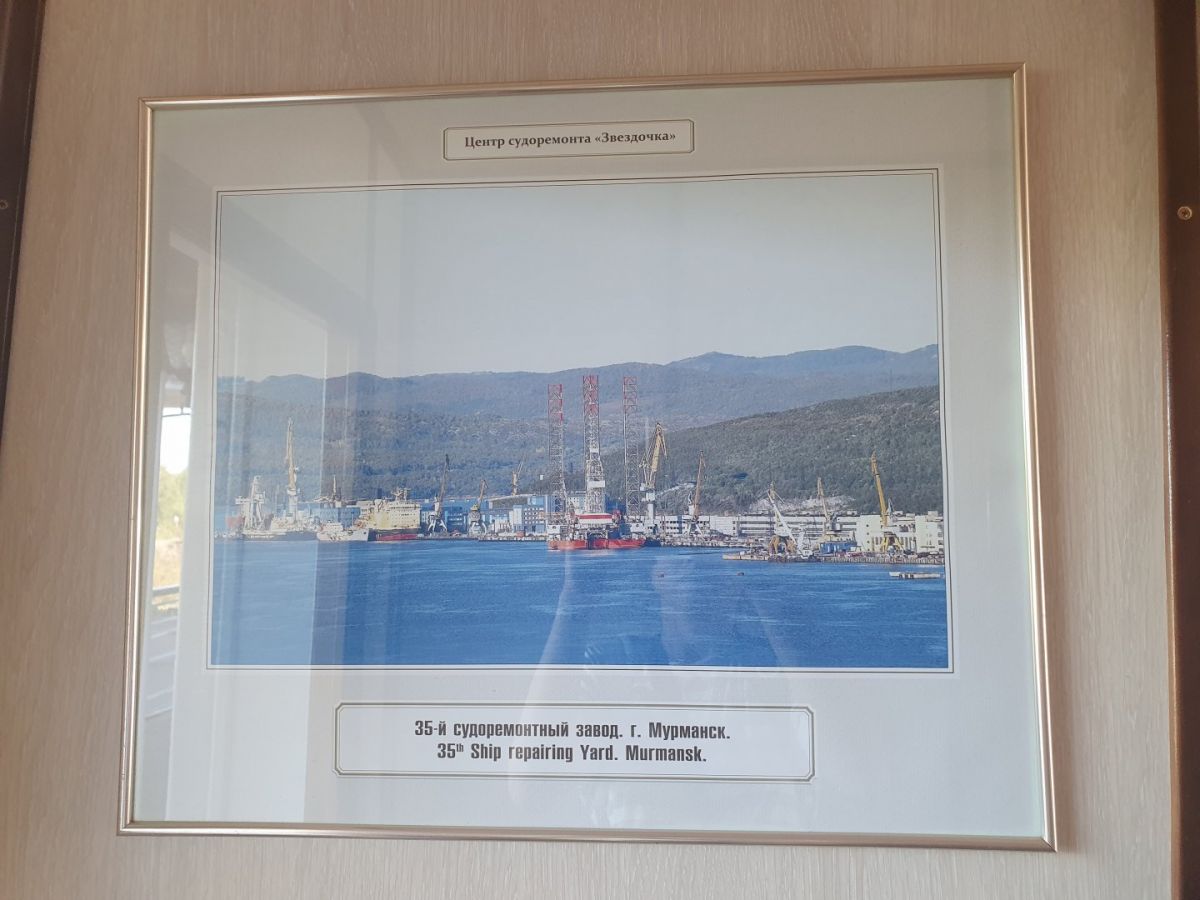 Центр судоремонта «Звездочка»
35-й судоремонтный завод. г. Мурманск.
35th Ship repairing Yard. Murmansk.